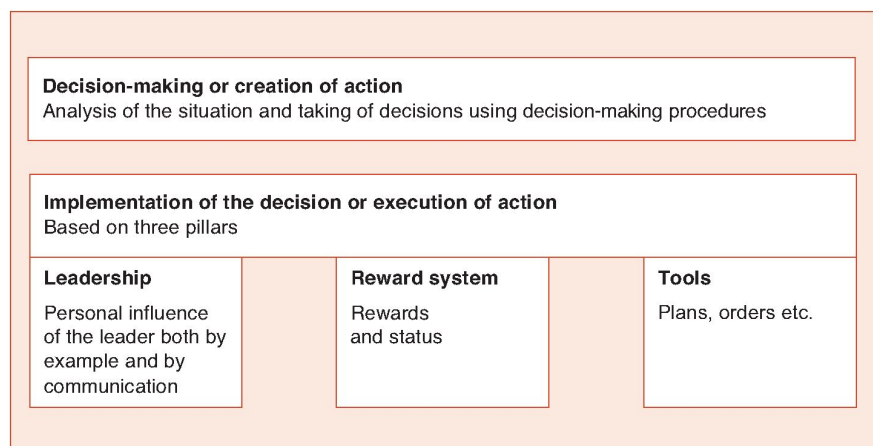 Decision-making or creation of action
Analysis of the situation and taking of decisions using decision-making procedures
Implementation of the decision or execution of action
Based on three pillars
Leadership
Personal influence
of the leader both by
example and by
communication
Reward system
Rewards
and status
Tools
Plans, orders etc.